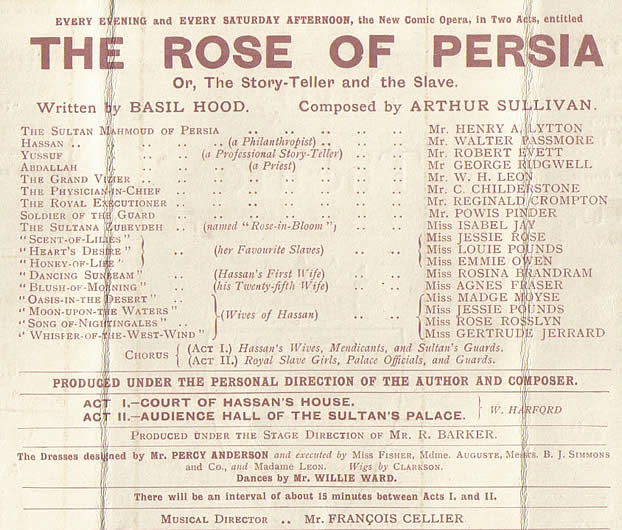 EVERY EVENING and EVERY SATURDAY AFTERNOON, the New Comic Opera, in Two Acts, entitled
THE ROSE OF PERSIA
Or, The Story-Teller and the Slave.
Written by BASIL HOOD. Composed by ARTHUR SULLIVAN.
THE SULTAN MAHMOUD OF PERSIA .. .. .. .. .. Mr. HENRY A. LYTTON
HASSAN .. .. .. (a Philanthropist) .. .. .. Mr. WALTER PASSMORE
YUSSUF .. .. (a Professional Story-Teller) .. .. Mr. ROBERT EVETT
ABDALLAH .. .. .. (a Priest) .. .. .. Mr. GEORGE RIDGWELL
THE GRAND VIZIER .. .. .. .. .. .. .. Mr. W. H. LEON
THE PHYSICIAN-IN-CHIEF .. .. .. .. .. .. Mr. C. CHILDERSTONE
THE ROYAL EXECUTIONER .. .. .. .. .. .. Mr. REGINALD CROMPTON
SOLDIER OF THE GUARD .. .. .. .. .. .. Mr. POWIS PINDER
THE SULTANA ZUBEYDEH .. (named "Rose-in-Bloom") .. .. Miss ISABEL JAY
"SCENT-OF-LILIES" .. Miss JESSIE ROSE
"HEART'S DESIRE" .. (her Favourite Slaves) .. .. Miss LOUIE POUNDS
"HONEY-OF-LIFE" .. Miss EMMIE OWEN
"DANCING SUNBEAM" .. (Hassan's First Wife) .. .. Miss ROSINA BRANDRAM
"BLUSH-OF-MORNING" .. (his Twenty-fifth Wife) .. .. Miss AGNES FRASER
"OASIS-IN-THE-DESERT" .. Miss MADGE MOYSE
"MOON-UPON-THE WATERS" Miss JESSIE POUNDS
(Wives of Hassan) .. ..
"SONG-OF-NIGHTINGALES" .. Miss ROSE ROSSLYN
"WHISPER-OF-THE-WEST-WIND" Miss GERTRUDE JERRARD
CHORUS { (ACT I.) Hassan's Wives, Mendicants, and Sultan's Guards.
(ACT II.) Royal Slave Girls, Palace Officials, and Guards.
PRODUCED UNDER THE PERSONAL DIRECTION OF THE AUTHOR AND COMPOSER.
ACT I.—COURT OF HASSAN'S HOUSE.
ACT II.—AUDIENCE HALL OF THE SULTAN'S PALACE. } W. HARFORD
PRODUCED UNDER THE STAGE DIRECTION OF MR. R. BARKER.
The Dresses designed by Mr. PERCY ANDERSON and executed by MISS FISHER, MDME. AUGUSTE, MESSRS. B. J. SIMMONS
and Co., and MADAME LEON. Wigs by CLARKSON.
Dances by Mr. WILLIE WARD.
There will be an interval of about 15 minutes between Acts I. and II.
MUSICAL DIRECTOR .. MR. FRANÇOIS CELLIER